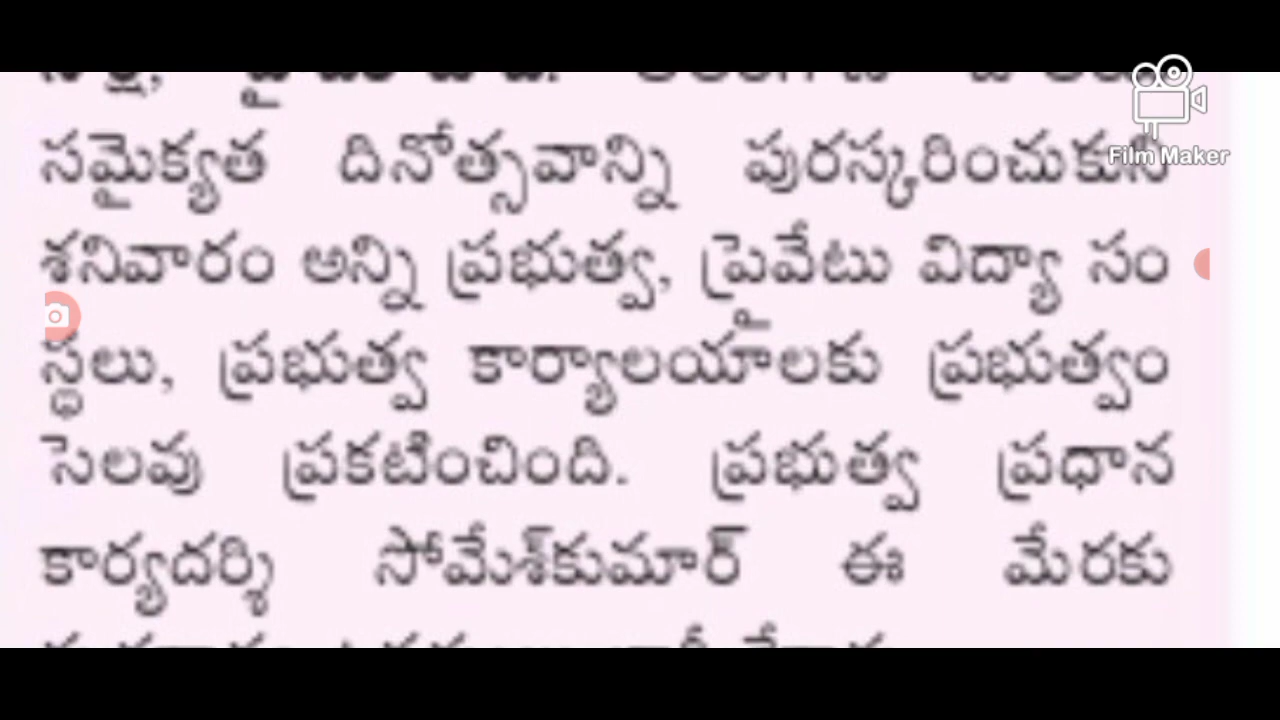 సమైక్యత దినోత్సవాన్ని పురస్కరించుకుని
శనివారం అన్ని ప్రభుత్వ, ప్రైవేటు విద్యా సం
స్థలు, ప్రభుత్వ కార్యాలయాలకు ప్రభుత్వం
సెలవు ప్రకటించింది. ప్రభుత్వ ప్రధాన
కార్యదర్శి సోమేశ్‌కుమార్ ఈ మేరకు
Film Maker